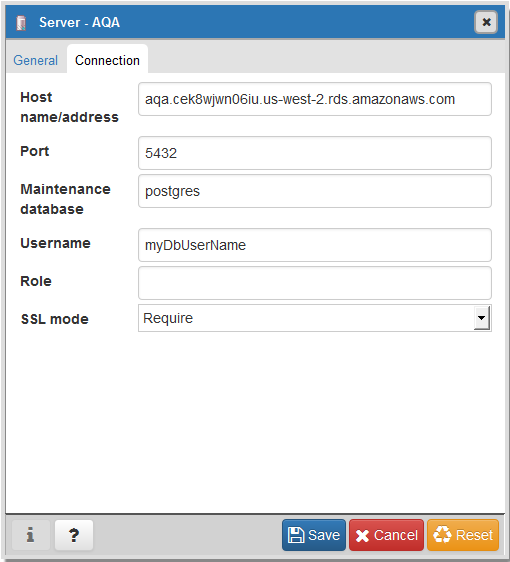 Server - AQA
General Connection
Host name/address
aqa.cek8wjwn06iu.us-west-2.rds.amazonaws.com
Port
5432
Maintenance database
postgres
Username
myDbUserName
Role
SSL mode
Require
i ? Save Cancel Reset